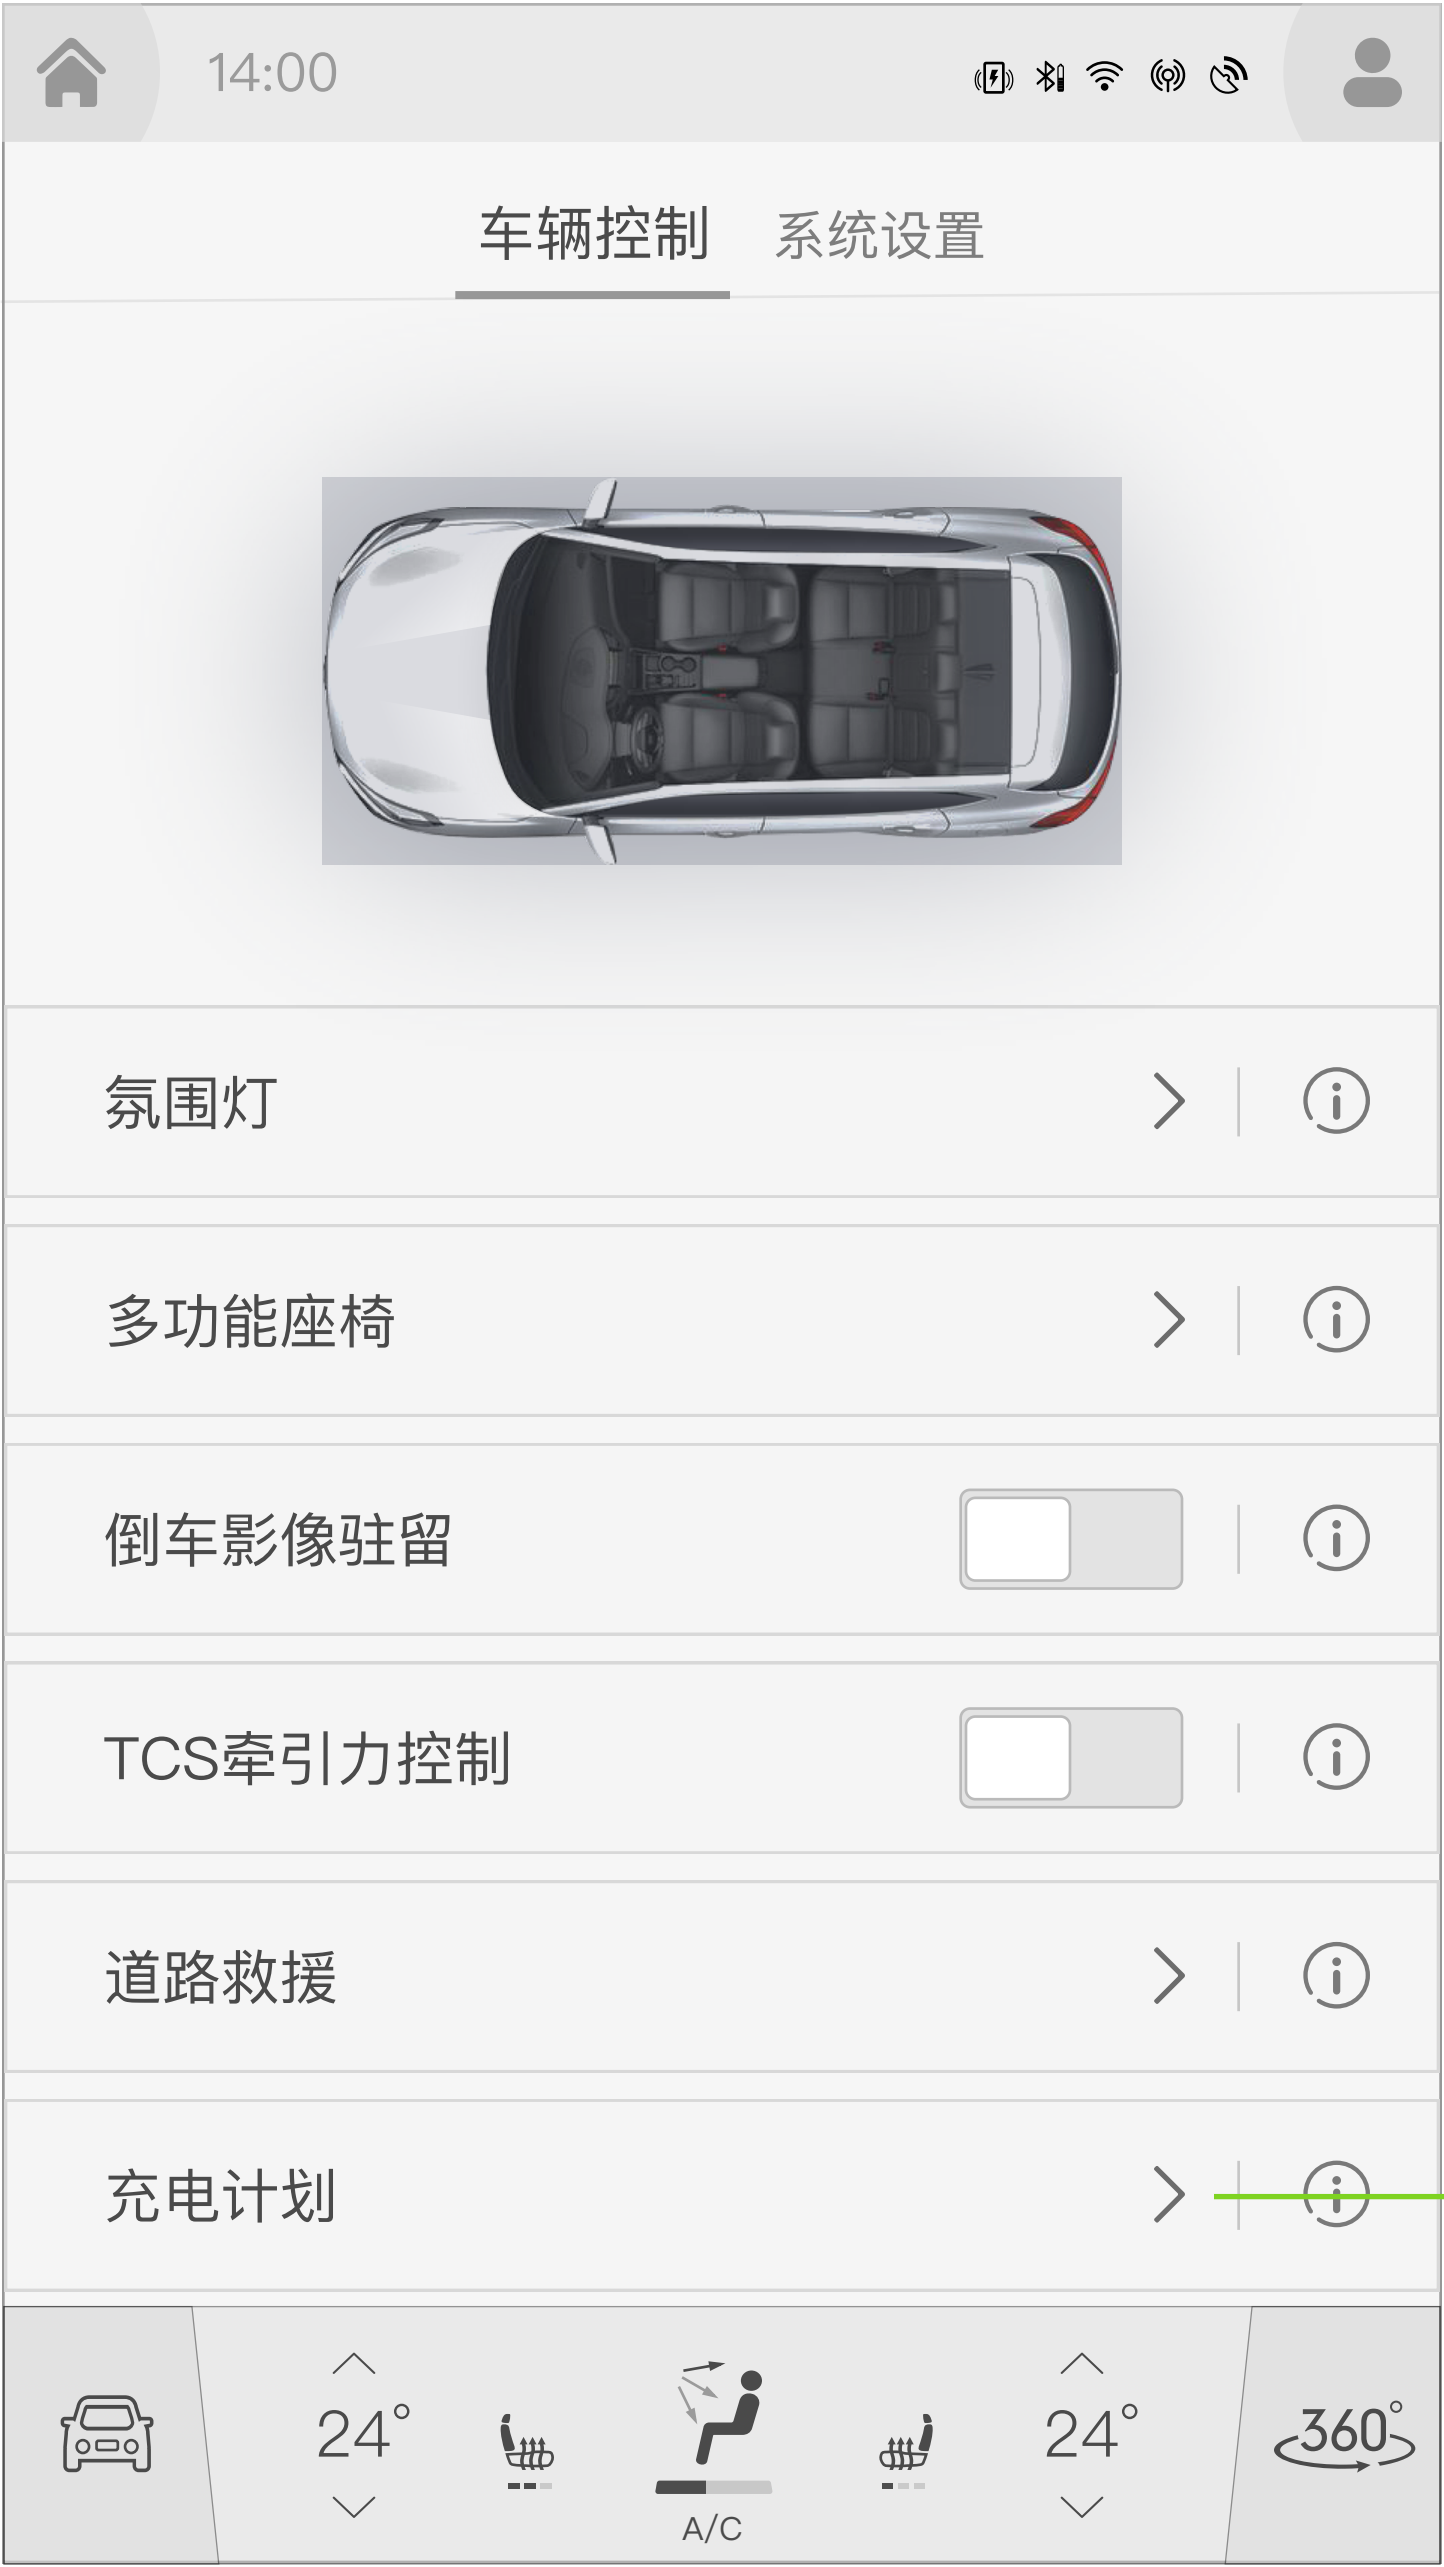 14:00
车辆控制 系统设置
氛围灯
多功能座椅
倒车影像驻留
TCS牵引力控制
道路救援
充电计划
24° 24° 360°
A/C